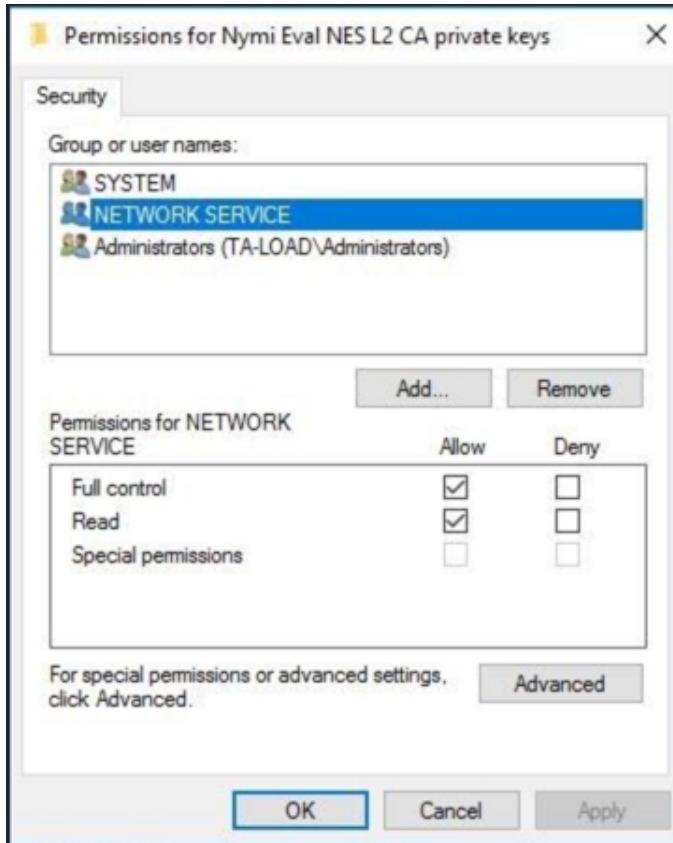 Permissions for Nymi Eval NES L2 CA private keys
Security
Group or user names:
SYSTEM
NETWORK SERVICE
Administrators (TA-LOAD\Administrators)
Add...
Remove
Permissions for NETWORK
SERVICE
Allow
Deny
Full control
Read
Special permissions
For special permissions or advanced settings,
click Advanced.
Advanced
OK
Cancel
Apply